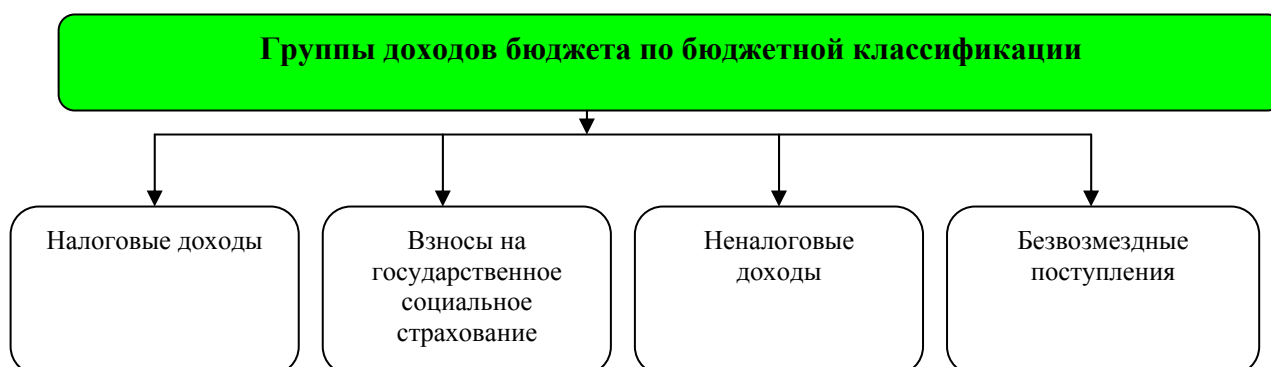 Группы доходов бюджета по бюджетной классификации
Налоговые доходы
Взносы на
государственное
социальное
страхование
Неналоговые
доходы
Безвозмездные
поступления